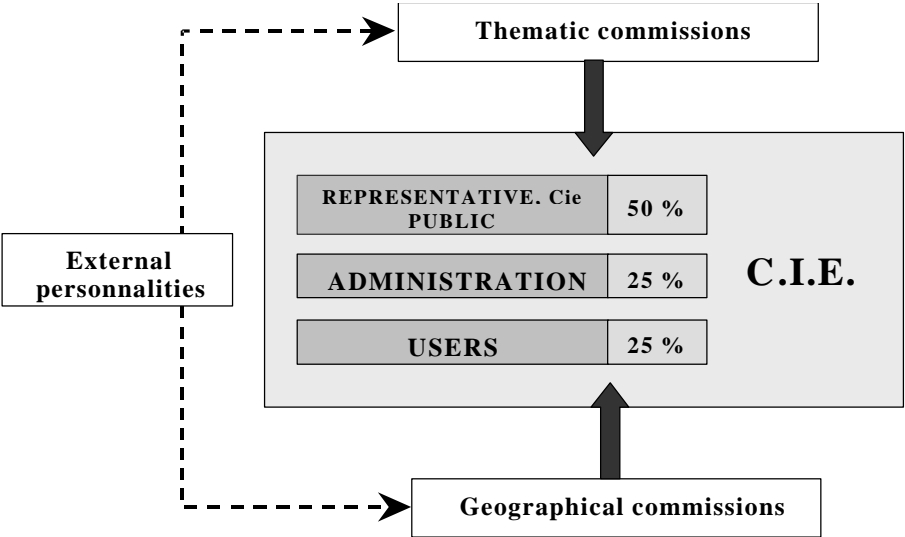 Thematic commissions
REPRESENTATIVE. Cie
PUBLIC
50 %
External
personnalities
ADMINISTRATION
25 %
C.I.E.
USERS
25 %
Geographical commissions